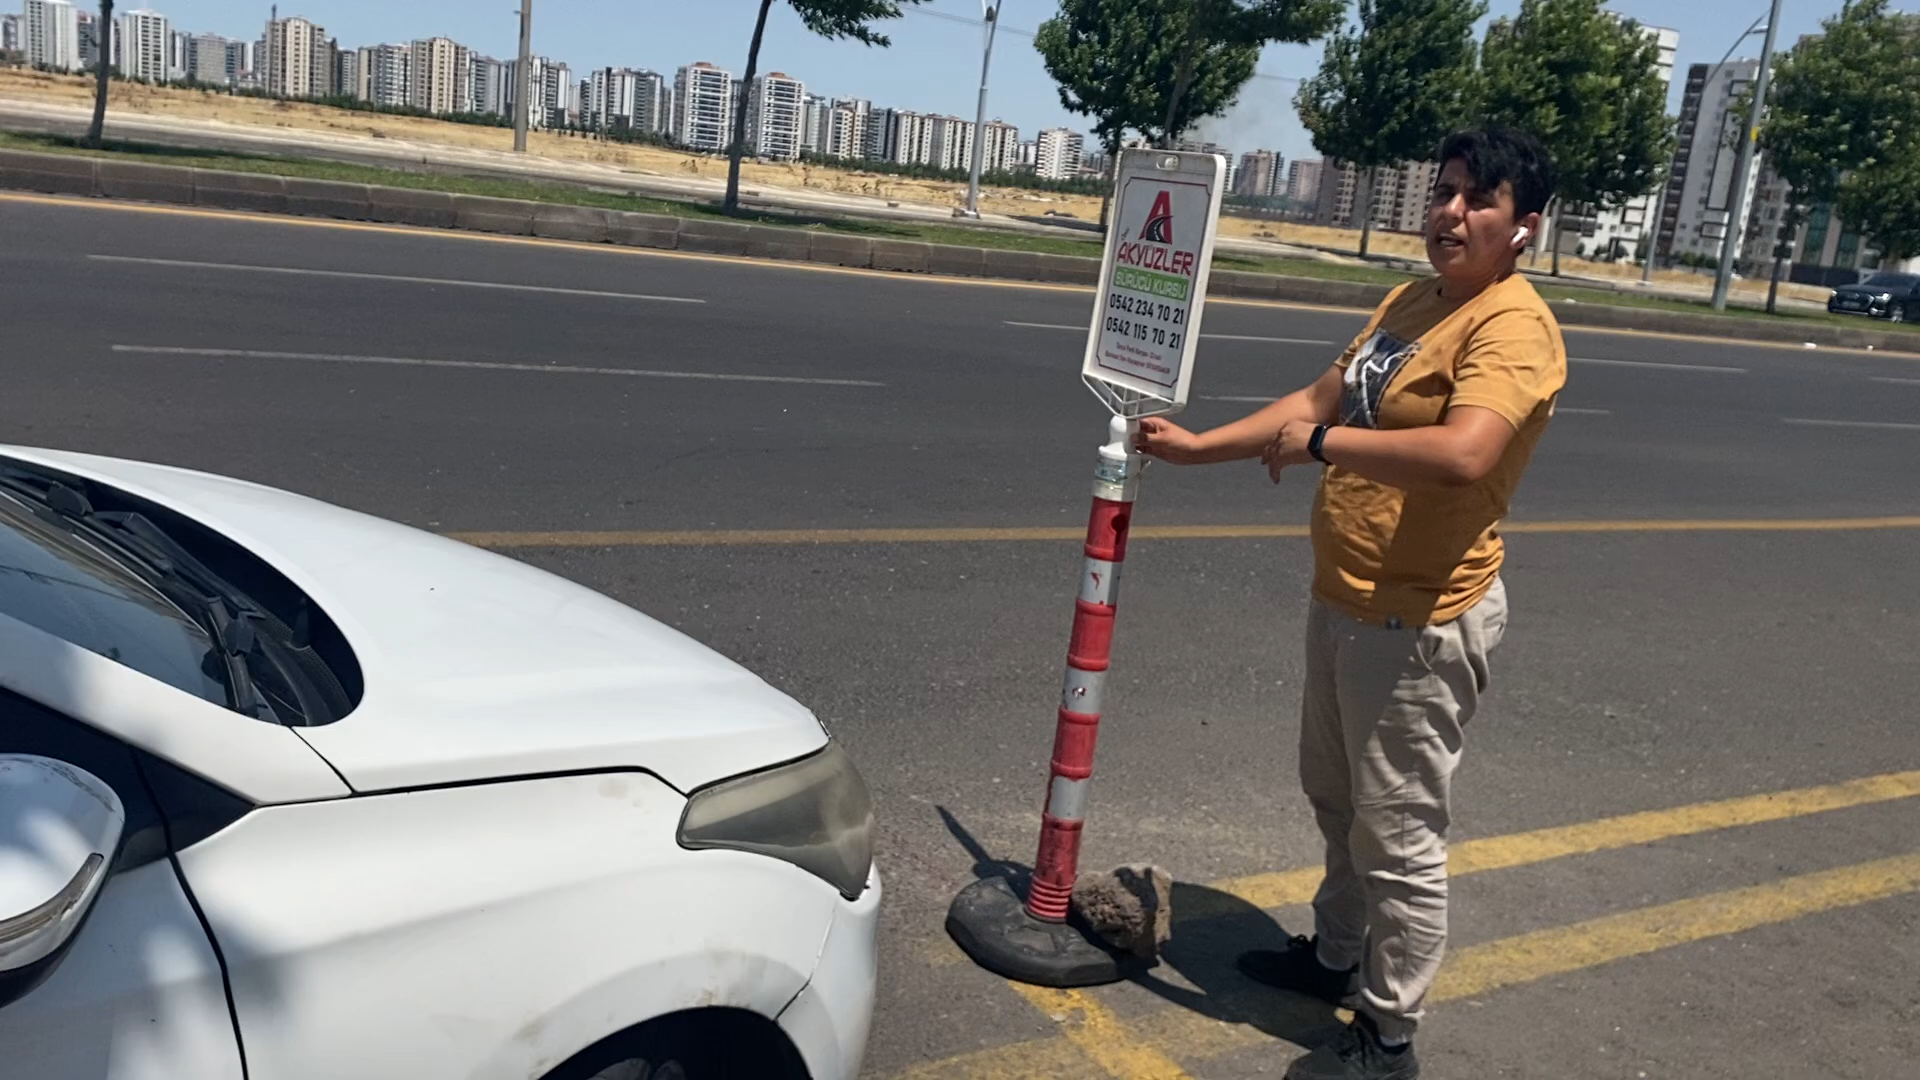 A
AKYÜZLER
SÜRÜCÜ KURSU
0542 234 70 21
0542 115 70 21